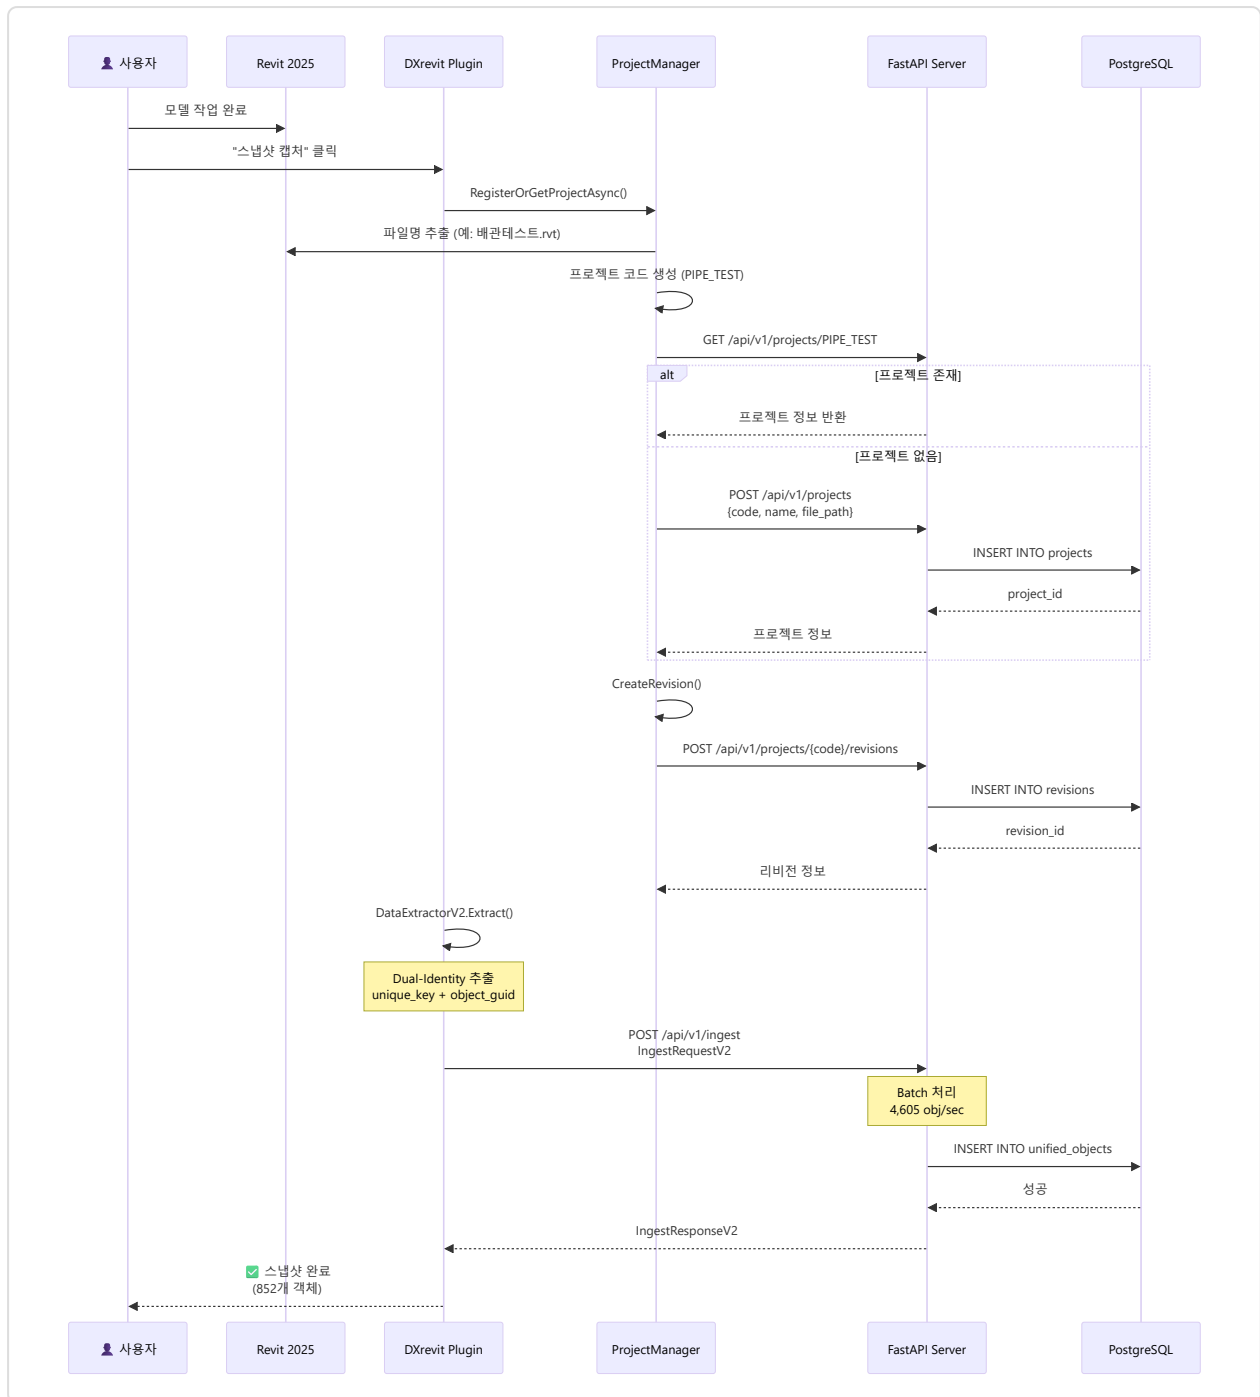 👤 사용자
Revit 2025
DXrevit Plugin
ProjectManager
FastAPI Server
PostgreSQL
모델 작업 완료
"스냅샷 캡처" 클릭
RegisterOrGetProjectAsync()
파일명 추출 (예: 배관테스트.rvt)
프로젝트 코드 생성 (PIPE_TEST)
GET /api/v1/projects/PIPE_TEST
alt
[프로젝트 존재]
프로젝트 정보 반환
[프로젝트 없음]
POST /api/v1/projects
{code, name, file_path}
INSERT INTO projects
project_id
프로젝트 정보
CreateRevision()
POST /api/v1/projects/{code}/revisions
INSERT INTO revisions
revision_id
리비전 정보
DataExtractorV2.Extract()
Dual-Identity 추출
unique_key + object_guid
POST /api/v1/ingest
IngestRequestV2
Batch 처리
4,605 obj/sec
INSERT INTO unified_objects
성공
IngestResponseV2
✅ 스냅샷 완료
(852개 객체)
👤 사용자
Revit 2025
DXrevit Plugin
ProjectManager
FastAPI Server
PostgreSQL